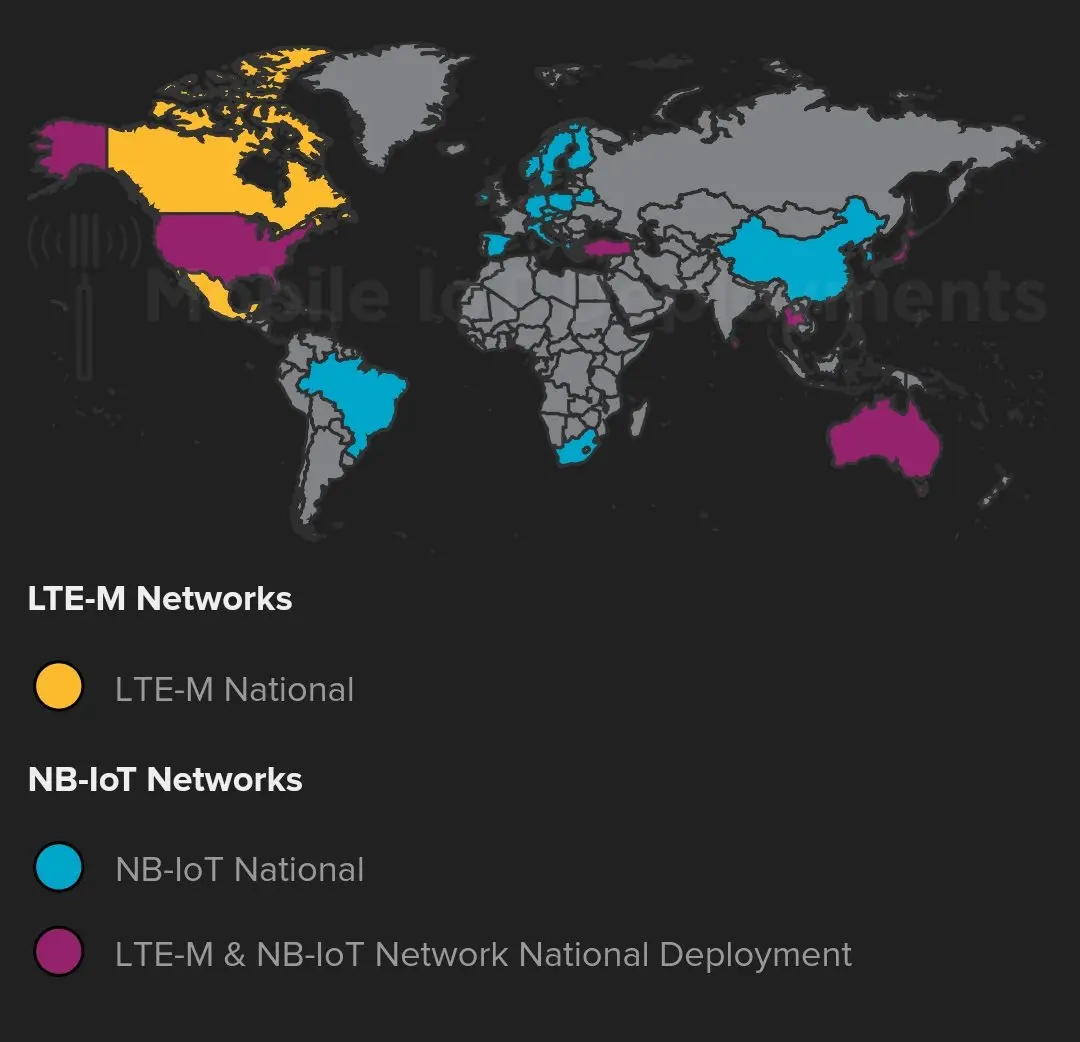 Mobile IoT Deployments
LTE-M Networks
LTE-M National
NB-IoT Networks
NB-IoT National
LTE-M & NB-IoT Network National Deployment